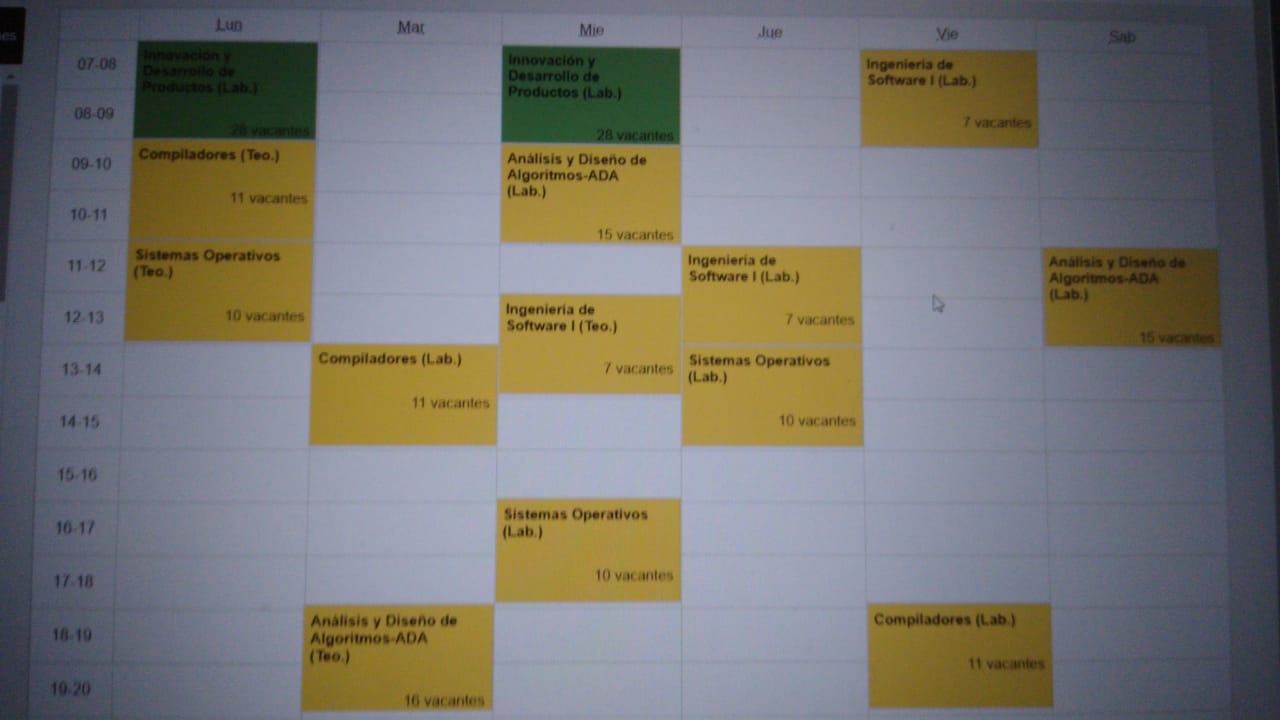 es
Lun Mar Mie Jue Vie Sab
07-08
08-09
09-10
10-11
11-12
12-13
13-14
14-15
15-16
16-17
17-18
18-19
19-20
Innovación y
Desarrollo de
Productos (Lab.)
28 vacantes
Compiladores (Teo.)
11 vacantes
Sistemas Operativos
(Teo.)
10 vacantes
Compiladores (Lab.)
11 vacantes
Análisis y Diseño de
Algoritmos-ADA
(Teo.)
16 vacantes
Innovación y
Desarrollo de
Productos (Lab.)
28 vacantes
Análisis y Diseño de
Algoritmos-ADA
(Lab.)
15 vacantes
Ingeniería de
Software I (Teo.)
7 vacantes
Sistemas Operativos
(Lab.)
10 vacantes
Ingeniería de
Software I (Lab.)
7 vacantes
Sistemas Operativos
(Lab.)
10 vacantes
Ingeniería de
Software I (Lab.)
7 vacantes
Compiladores (Lab.)
11 vacantes
Análisis y Diseño de
Algoritmos-ADA
(Lab.)
15 vacantes